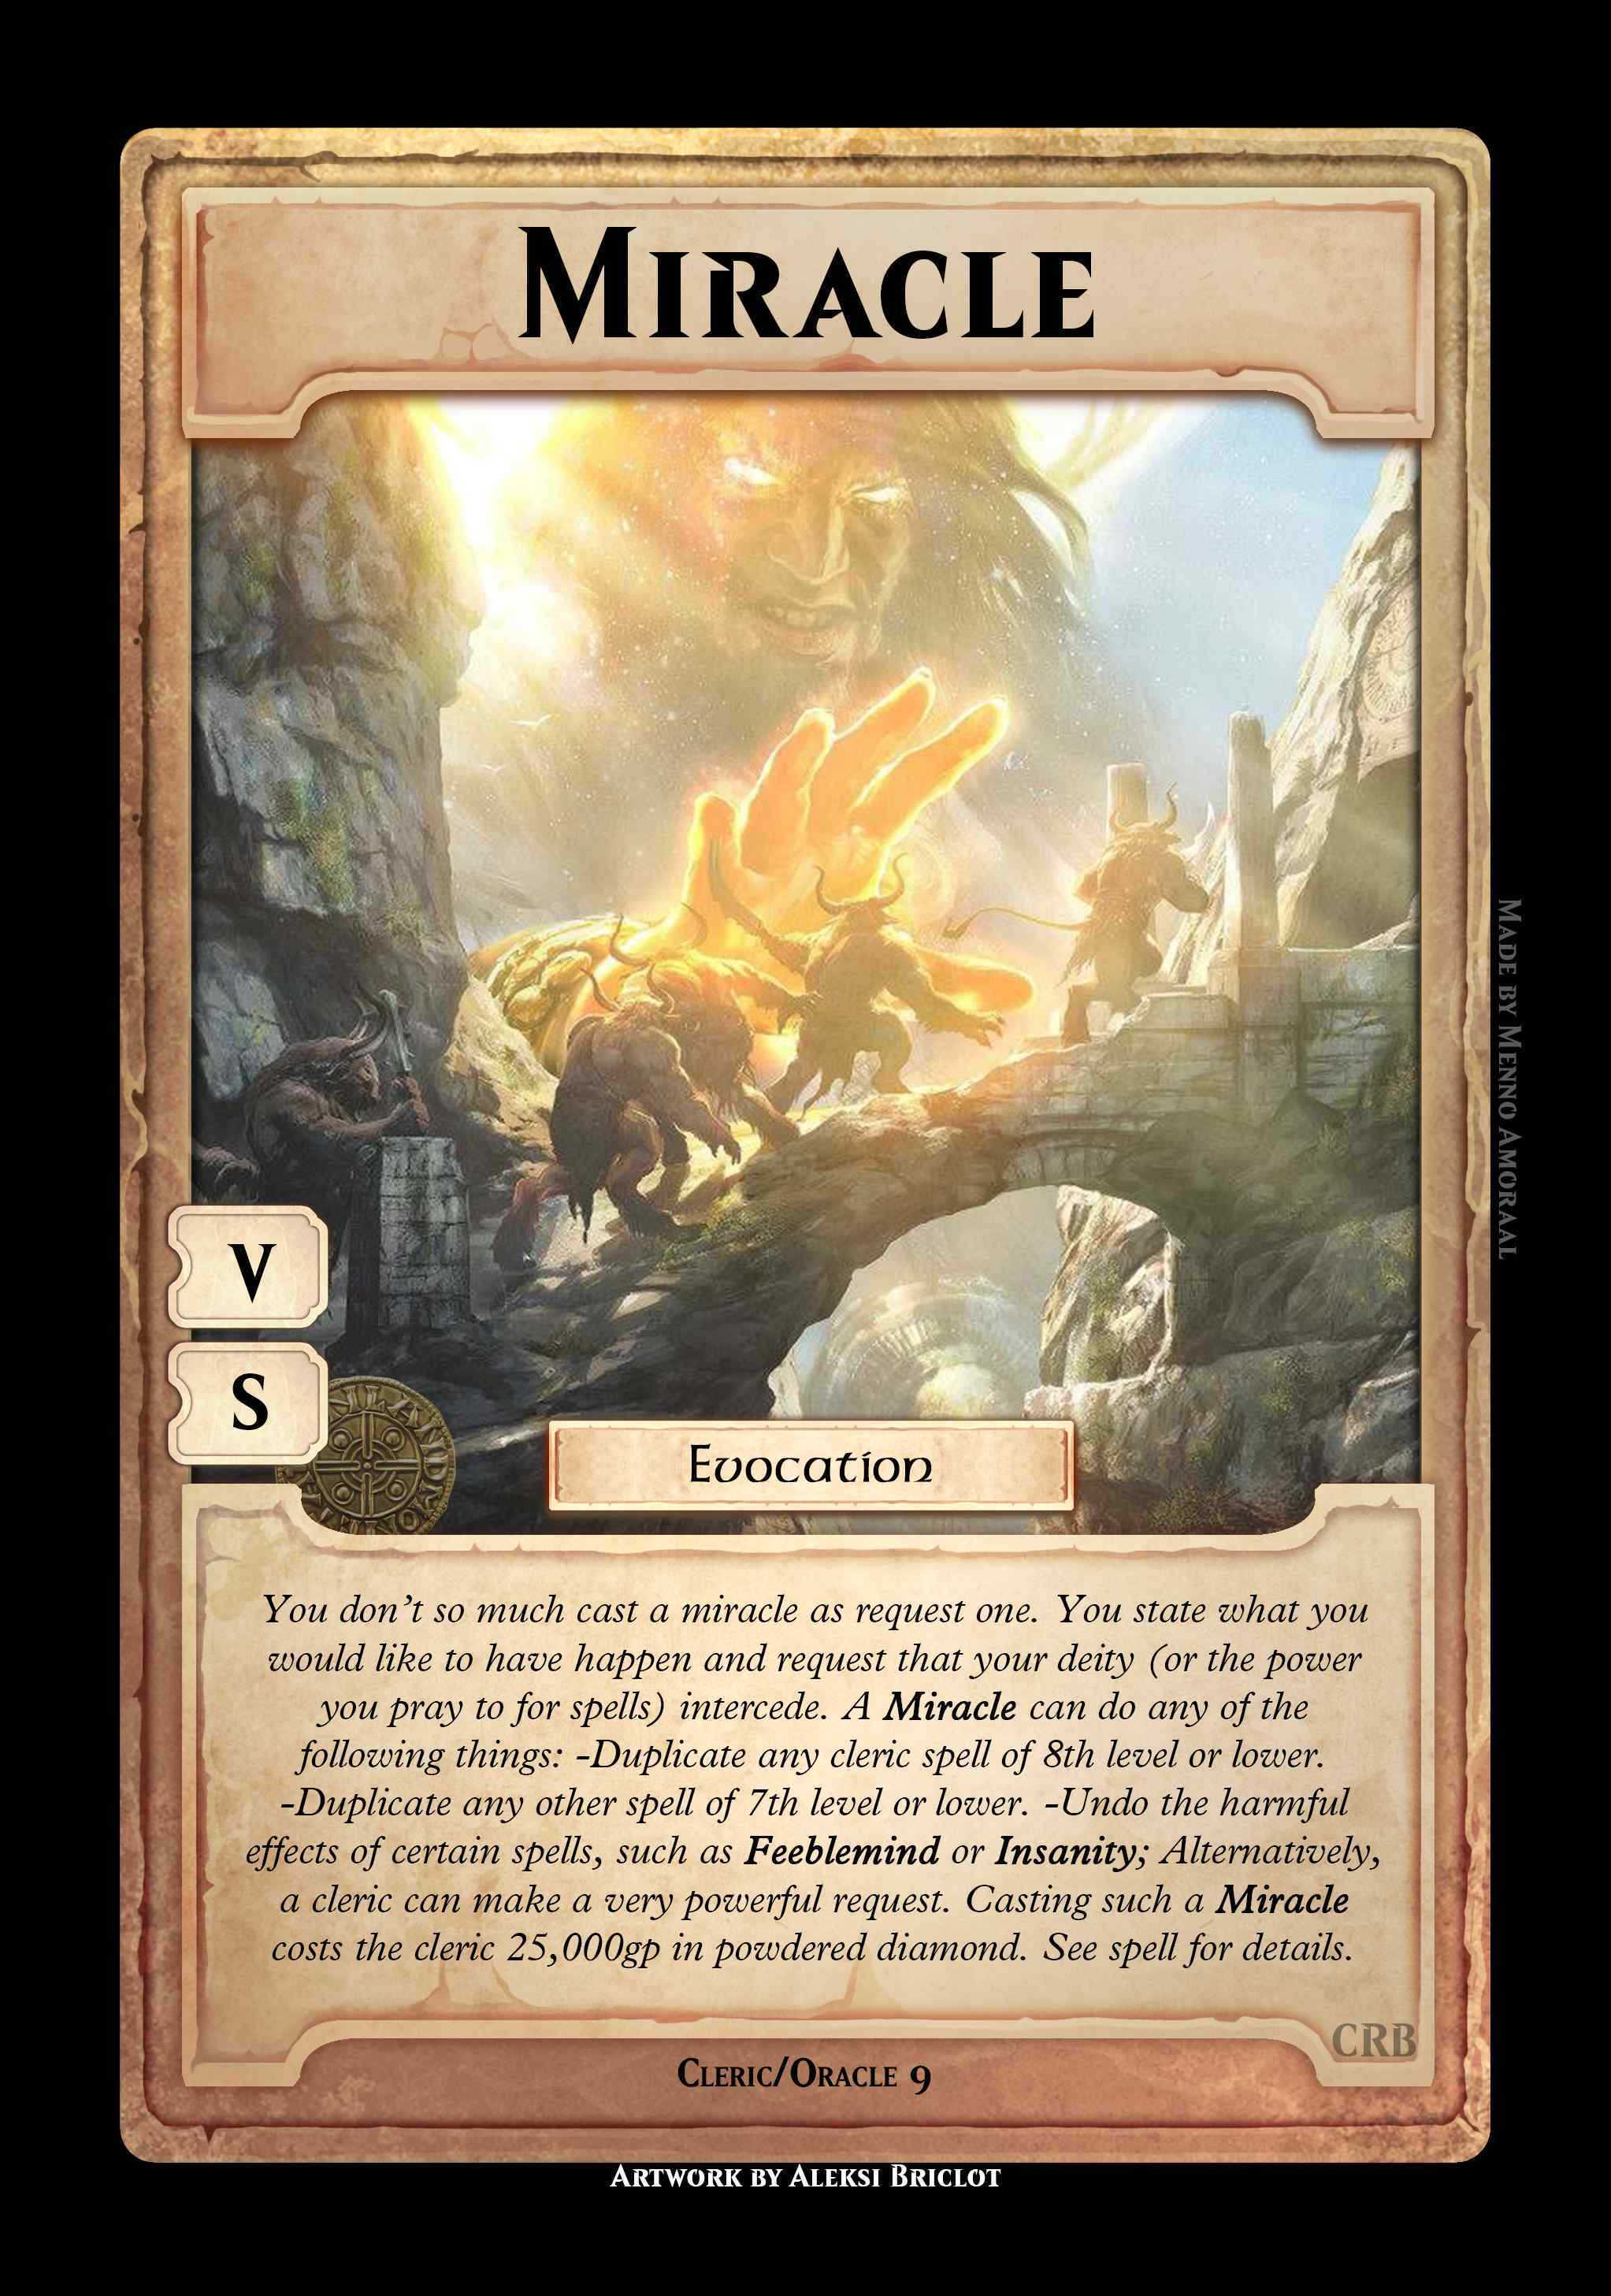 Miracle
V
S
Evocation
You don't so much cast a miracle as request one. You state what you
would like to have happen and request that your deity (or the power
you pray to for spells) intercede. A Miracle can do any of the
following things: -Duplicate any cleric spell of 8th level or lower.
-Duplicate any other spell of 7th level or lower. -Undo the harmful
effects of certain spells, such as Feeblemind or Insanity; Alternatively,
a cleric can make a very powerful request. Casting such a Miracle
costs the cleric 25,000gp in powdered diamond. See spell for details.
CRB
Cleric/Oracle 9
Artwork by Aleksi Briclot
Made by Menno Amoraal